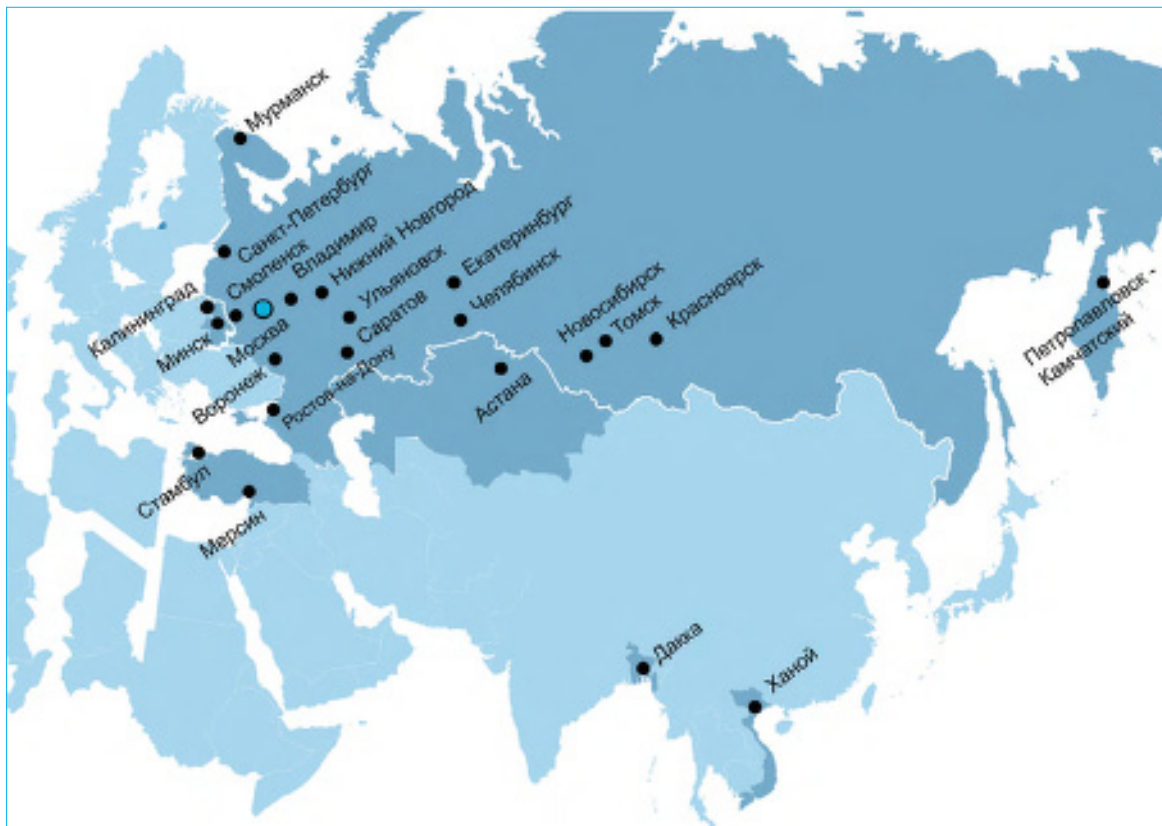 Мурманск
Санкт-Петербург
Смоленск
Владимир
Нижний Новгород
Ульяновск
Саратов
Екатеринбург
Челябинск
Новосибирск
Томск
Красноярск
Петропавловск -
Камчатский
Калининград
Минск
Москва
Воронеж
Ростов-на-Дону
Астана
Стамбул
Мерсин
Дакка
Ханой